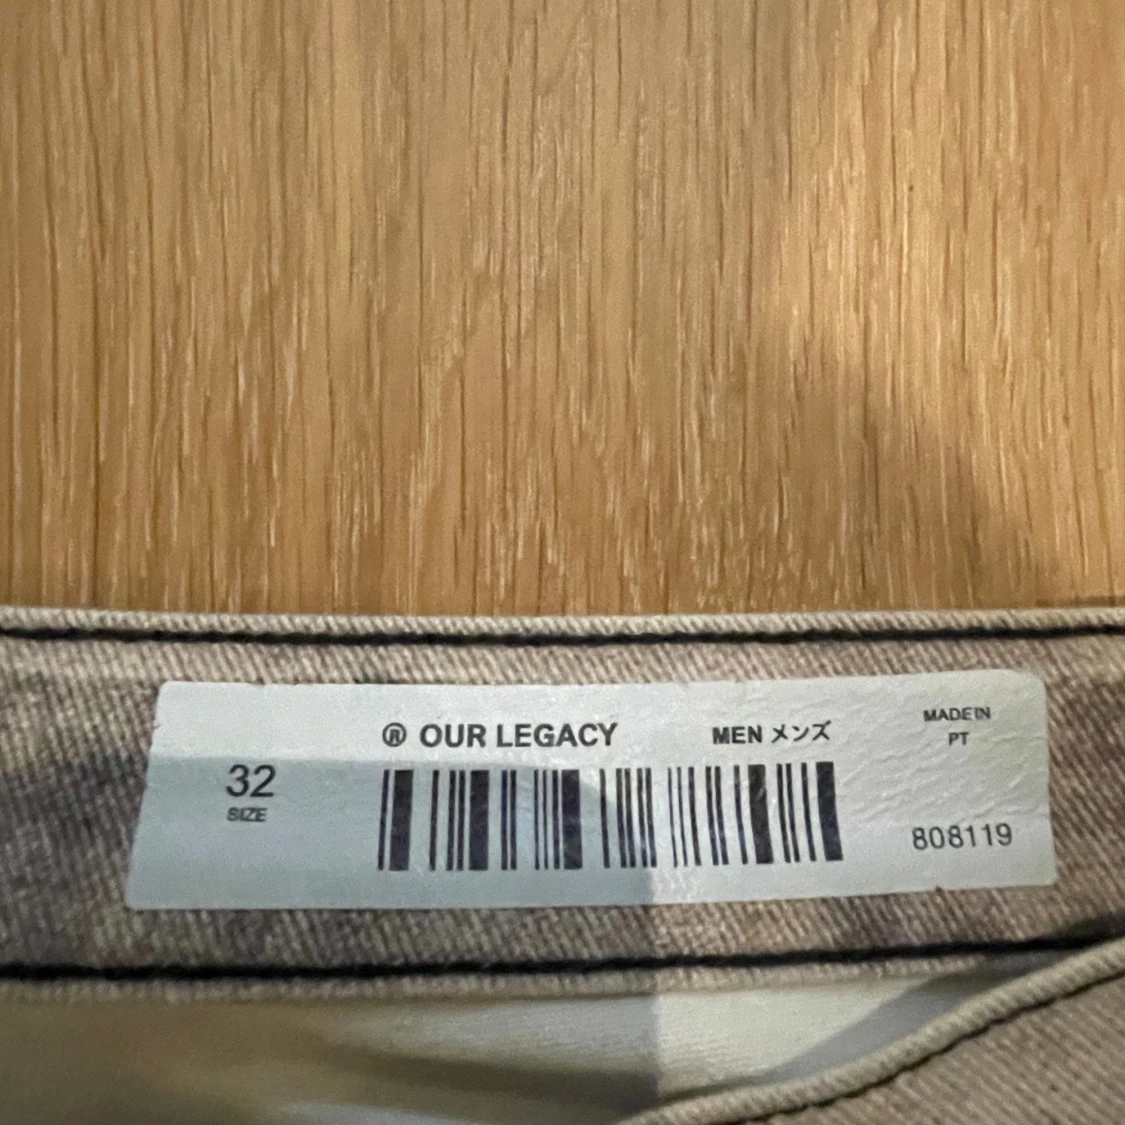 ® OUR LEGACY
MEN メンズ
MADE IN
PT
32
SIZE
808119